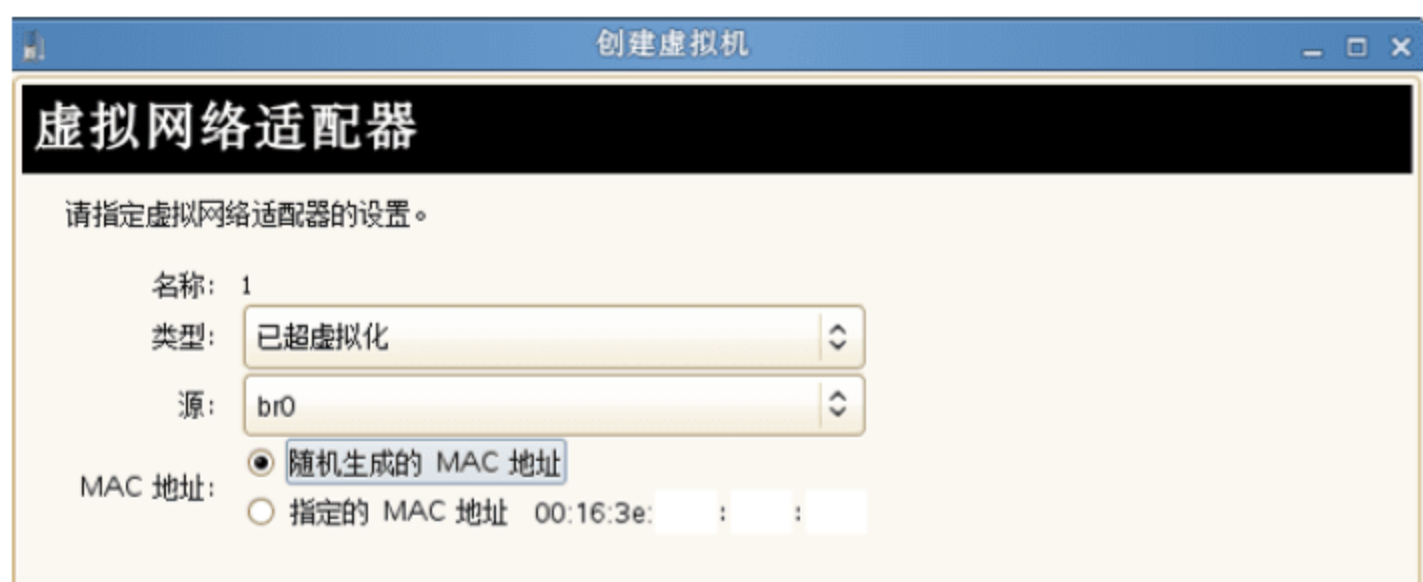 创建虚拟机
虚拟网络适配器
请指定虚拟网络适配器的设置。
名称: 1
类型: 已超虚拟化
源: br0
MAC 地址:
随机生成的 MAC 地址
指定的 MAC 地址 00:16:3e: : :